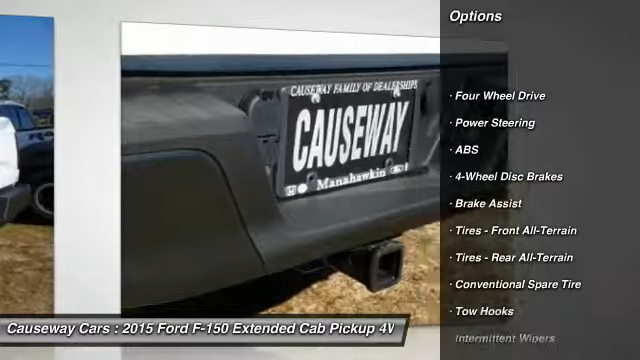 Options
CAUSEWAY FAMILY OF DEALERSHIPS
CAUSEWAY
Manahawkin
· Four Wheel Drive
· Power Steering
· ABS
· 4-Wheel Disc Brakes
· Brake Assist
· Tires - Front All-Terrain
· Tires - Rear All-Terrain
· Conventional Spare Tire
· Tow Hooks
· Intermittent Wipers
Causeway Cars : 2015 Ford F-150 Extended Cab Pickup 4W